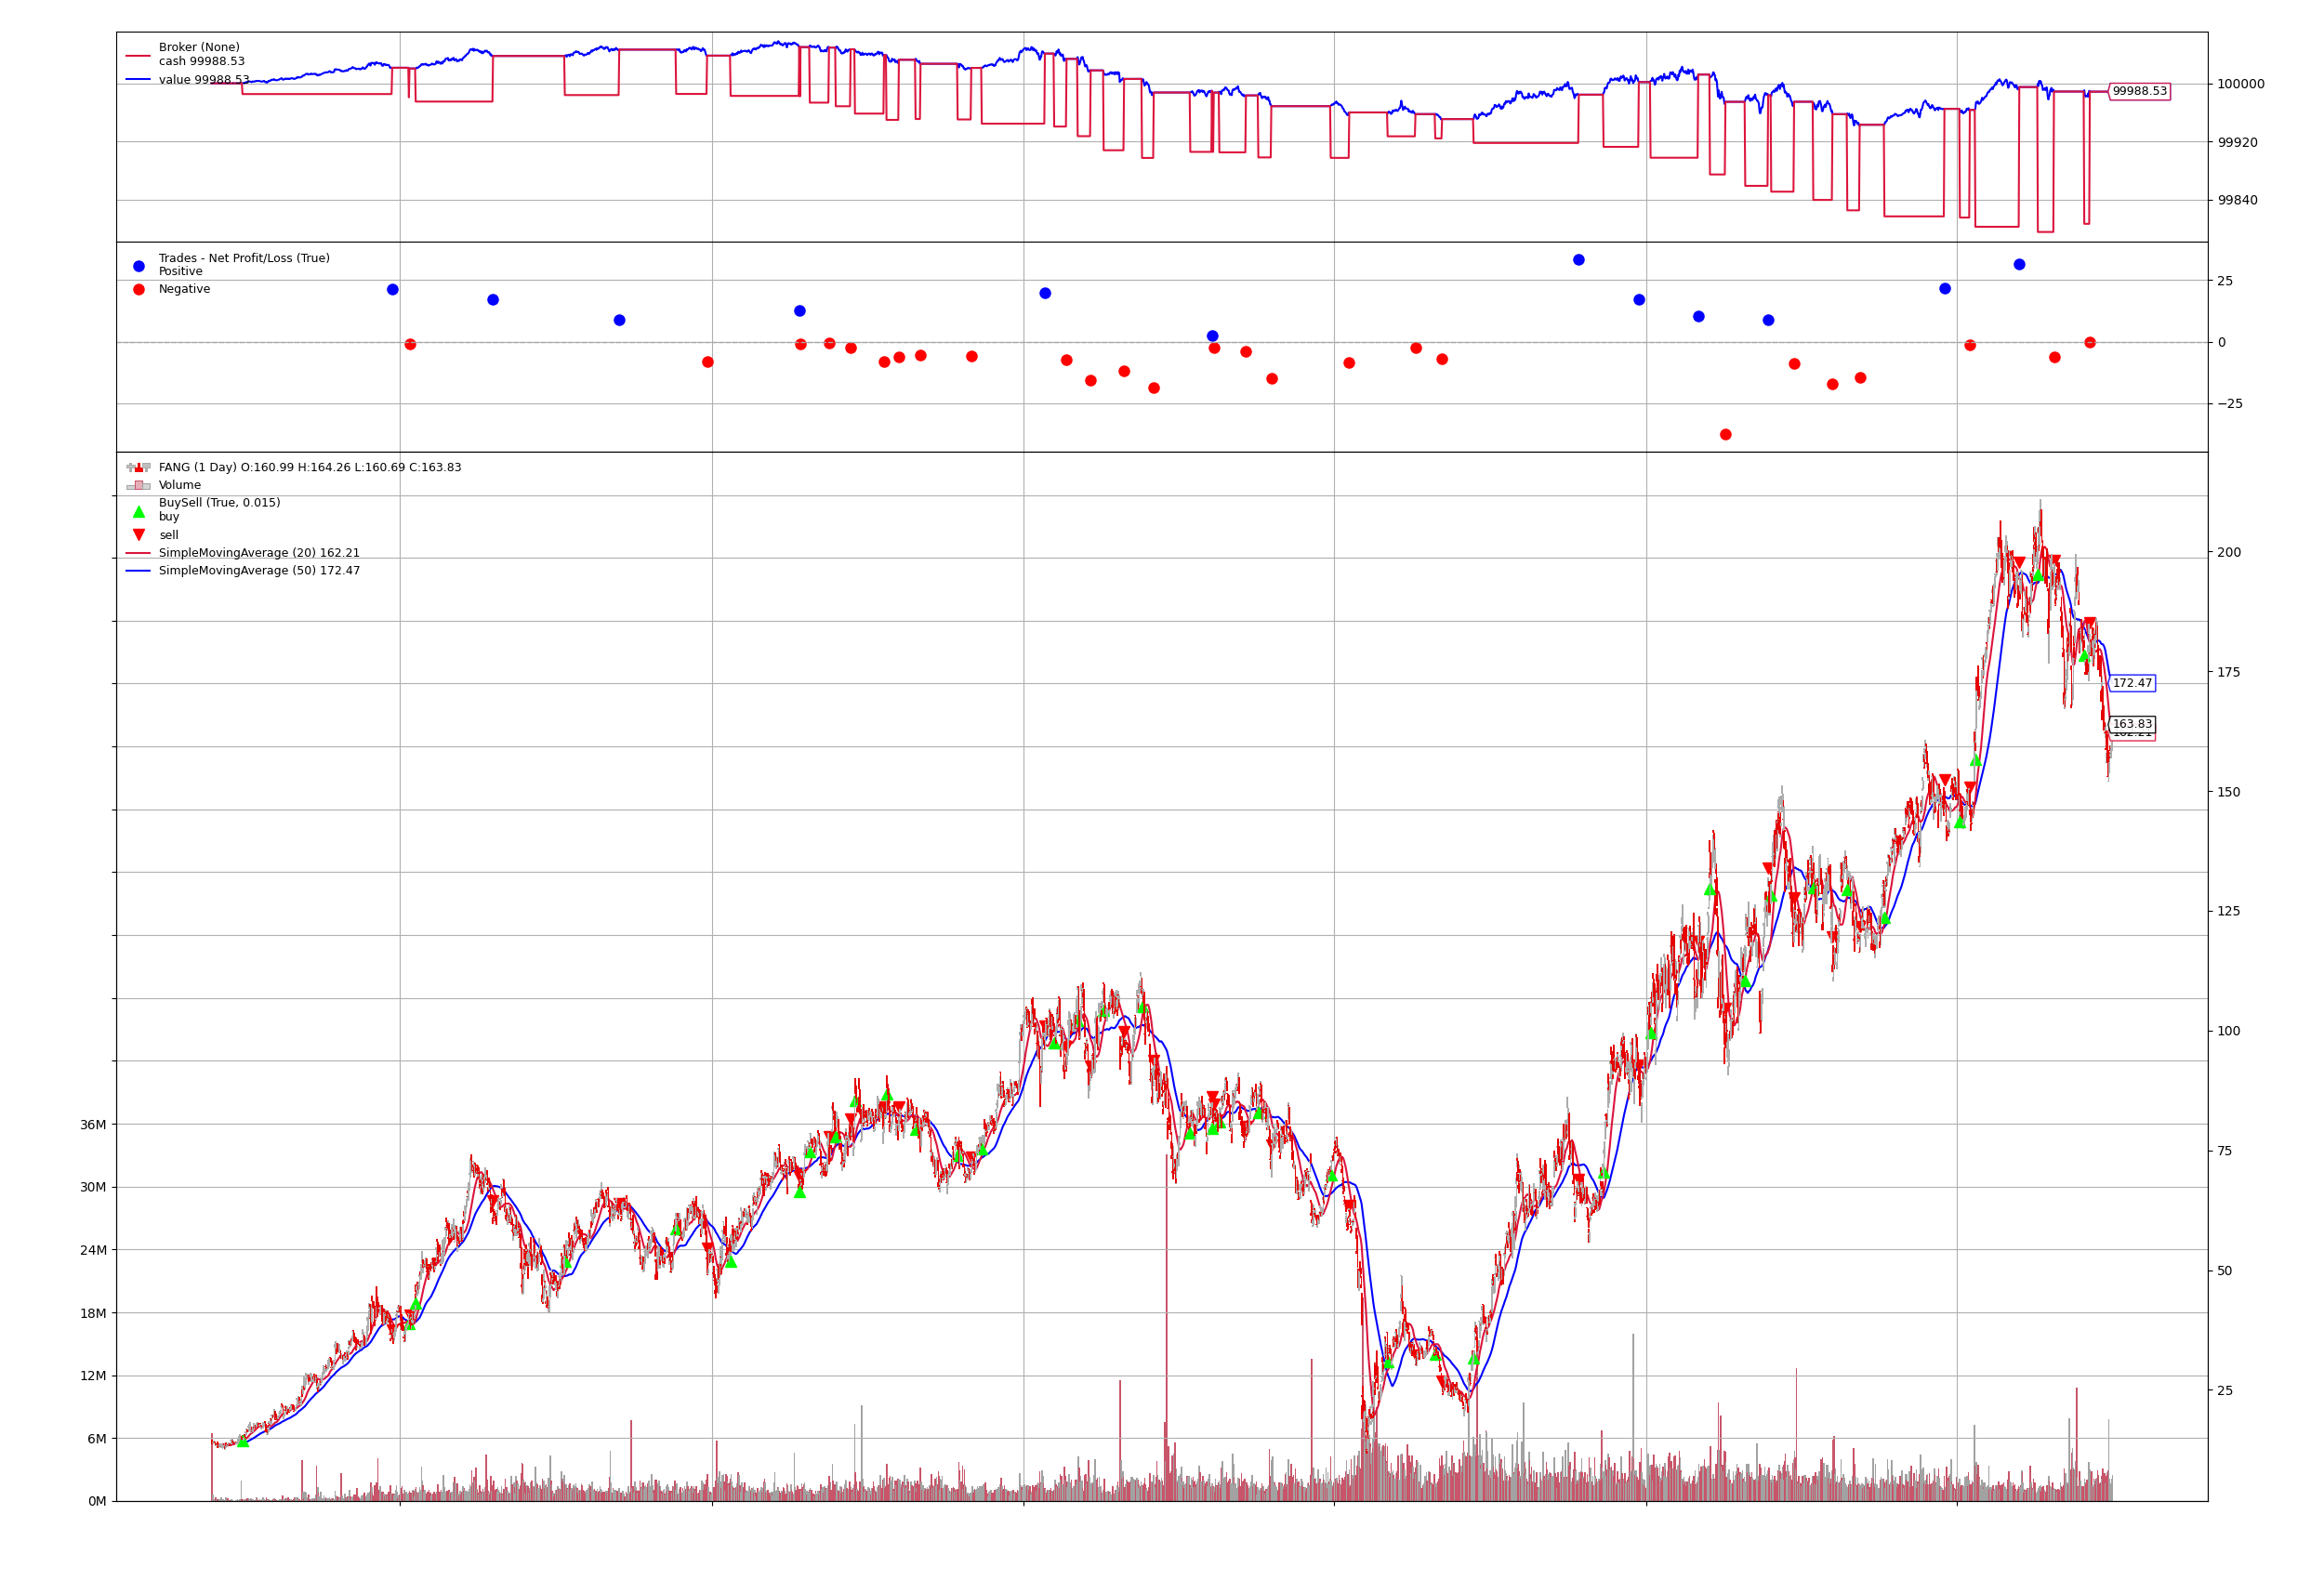 Broker (None)
cash 99988.53
value 99988.53
100000
99988.53
99920
99840
Trades - Net Profit/Loss (True)
Positive
Negative
25
0
−25
FANG (1 Day) O:160.99 H:164.26 L:160.69 C:163.83
Volume
BuySell (True, 0.015)
buy
sell
SimpleMovingAverage (20) 162.21
SimpleMovingAverage (50) 172.47
200
175
172.47
163.83
162.21
150
125
100
75
50
25
36M
30M
24M
18M
12M
6M
0M